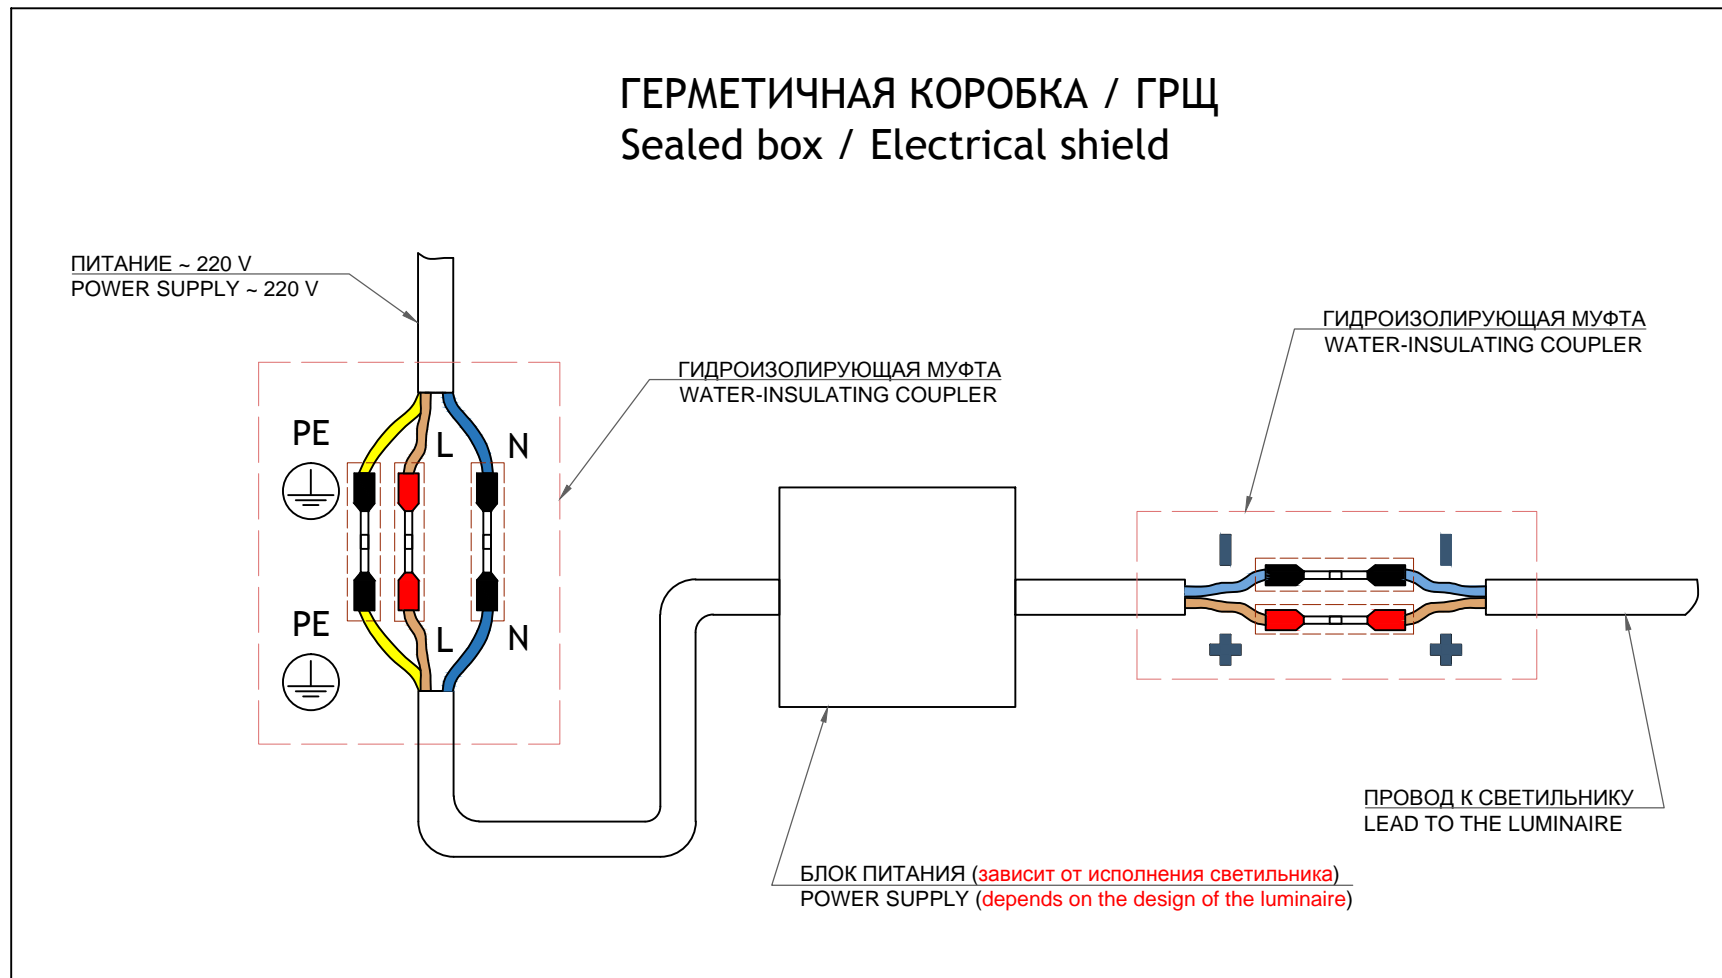 ГЕРМЕТИЧНАЯ КОРОБКА / ГРЩ
Sealed box / Electrical shield
ПИТАНИЕ ~ 220 V
POWER SUPPLY ~ 220 V
ГИДРОИЗОЛИРУЮЩАЯ МУФТА
WATER-INSULATING COUPLER
ГИДРОИЗОЛИРУЮЩАЯ МУФТА
WATER-INSULATING COUPLER
PE
L
N
PE
L
N
ПРОВОД К СВЕТИЛЬНИКУ
LEAD TO THE LUMINAIRE
БЛОК ПИТАНИЯ (зависит от исполнения светильника)
POWER SUPPLY (depends on the design of the luminaire)